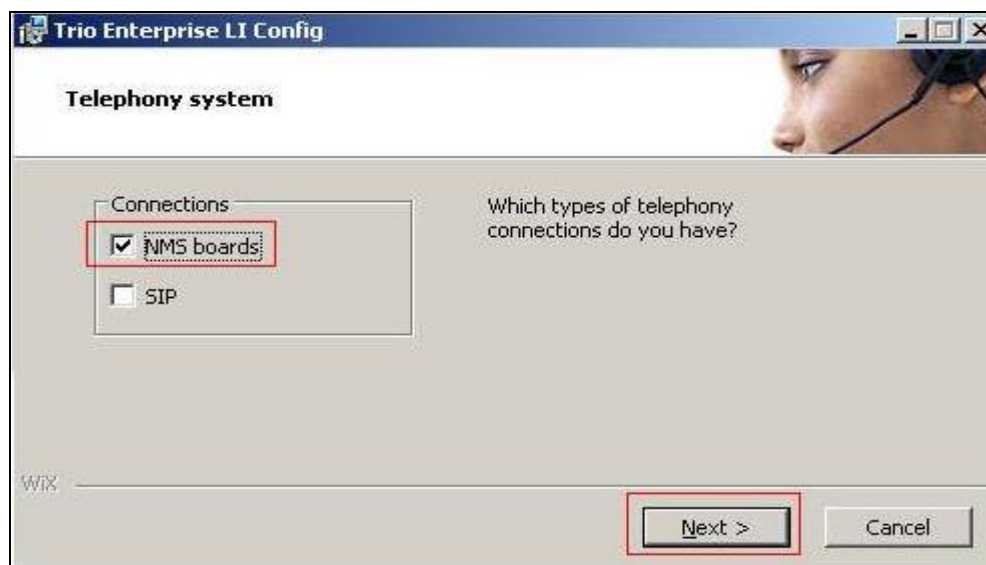 Trio Enterprise LI Config
Telephony system
Connections
NMS boards
SIP
Which types of telephony
connections do you have?
WiX
Next >
Cancel